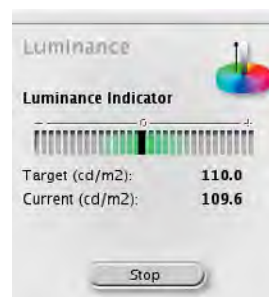 Luminance
Luminance Indicator
- 0 +
Target (cd/m2): 110.0
Current (cd/m2): 109.6
Stop